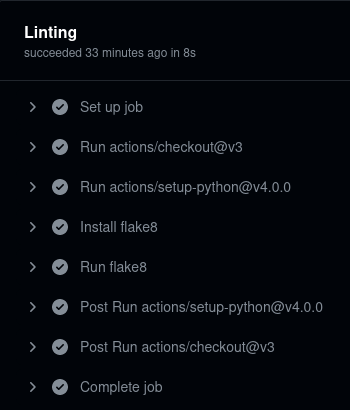 Linting
succeeded 33 minutes ago in 8s
Set up job
Run actions/checkout@v3
Run actions/setup-python@v4.0.0
Install flake8
Run flake8
Post Run actions/setup-python@v4.0.0
Post Run actions/checkout@v3
Complete job